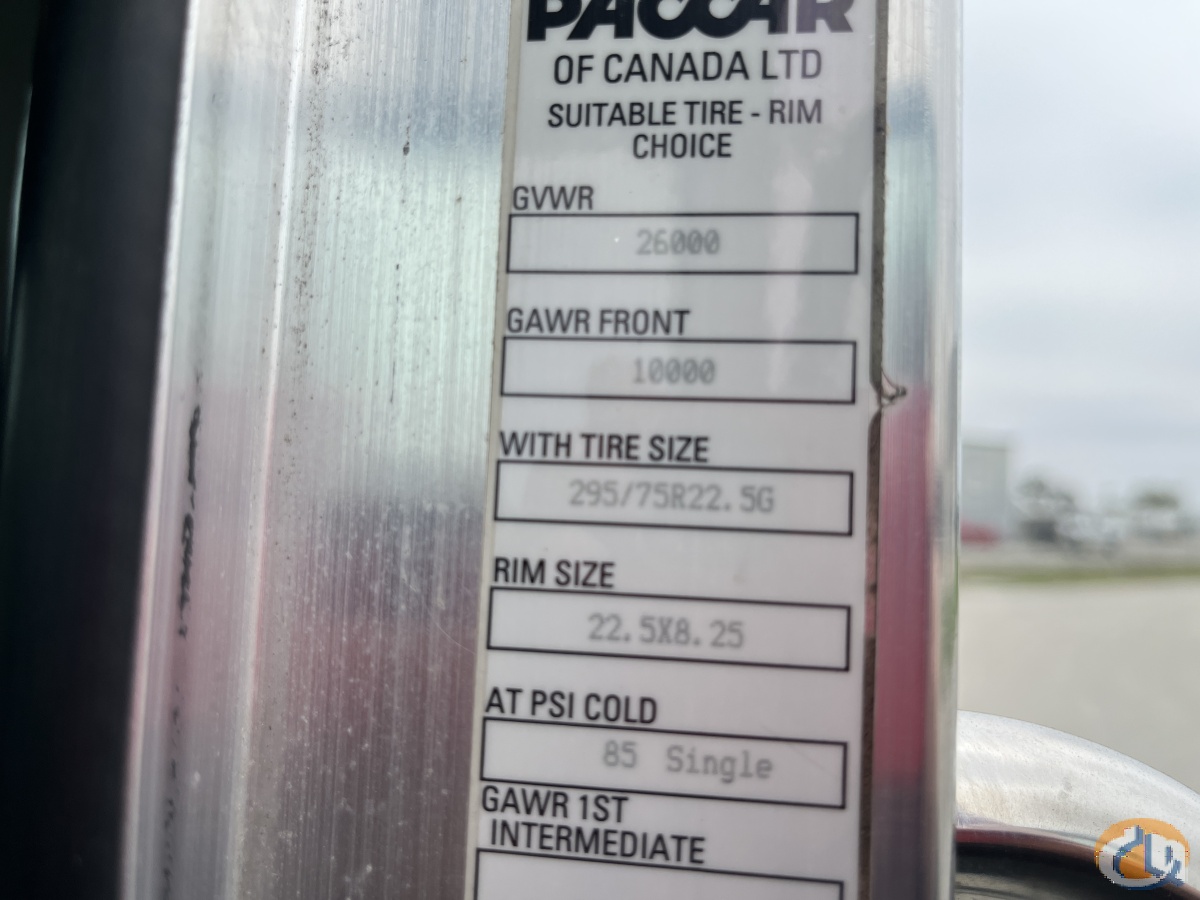 PACCAR
OF CANADA LTD
SUITABLE TIRE - RIM
CHOICE
GVWR
26000
GAWR FRONT
10000
WITH TIRE SIZE
295/75R22.5G
RIM SIZE
22.5X8.25
AT PSI COLD
85 Single
GAWR 1ST
INTERMEDIATE